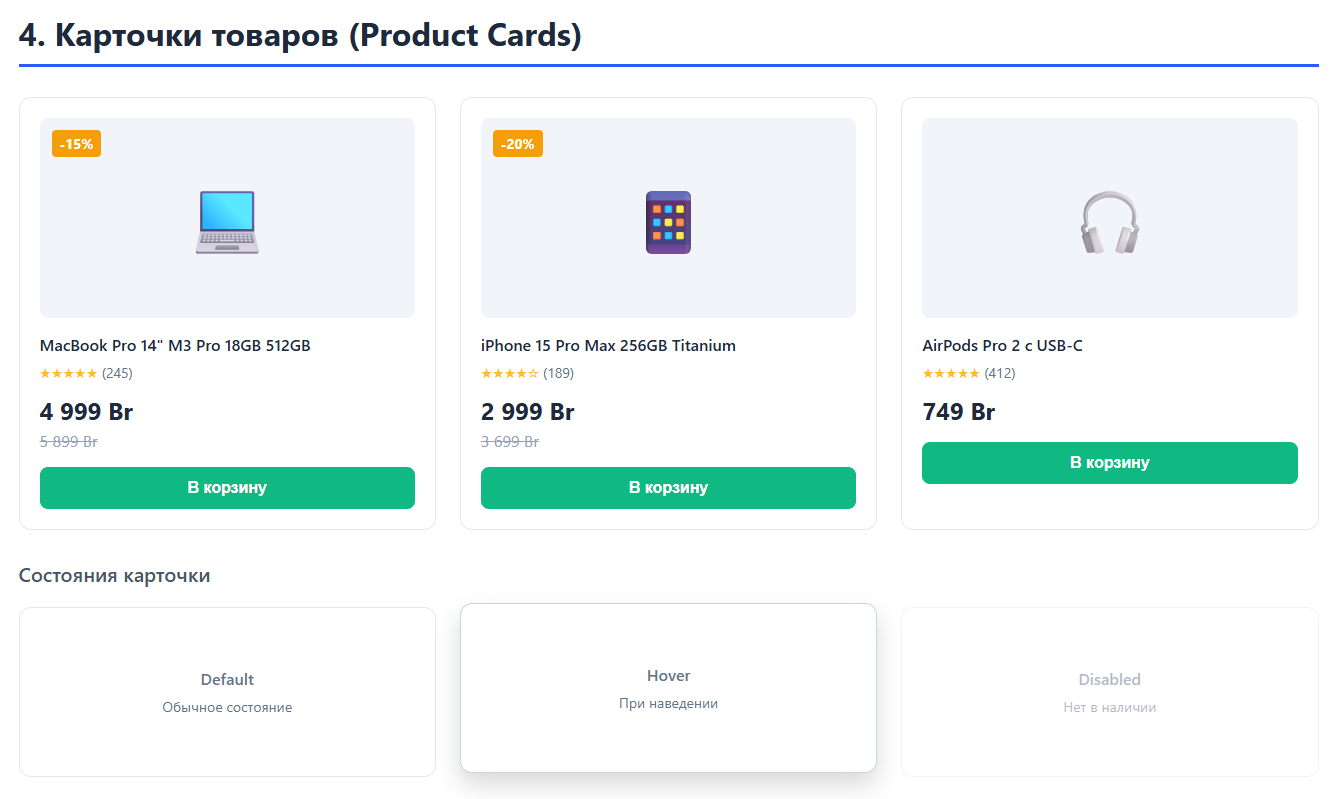 4. Карточки товаров (Product Cards)
-15%
MacBook Pro 14" M3 Pro 18GB 512GB
★★★★★ (245)
4 999 Br
5 899 Br
В корзину
-20%
iPhone 15 Pro Max 256GB Titanium
★★★★☆ (189)
2 999 Br
3 699 Br
В корзину
AirPods Pro 2 с USB-C
★★★★★ (412)
749 Br
В корзину
Состояния карточки
Default
Обычное состояние
Hover
При наведении
Disabled
Нет в наличии